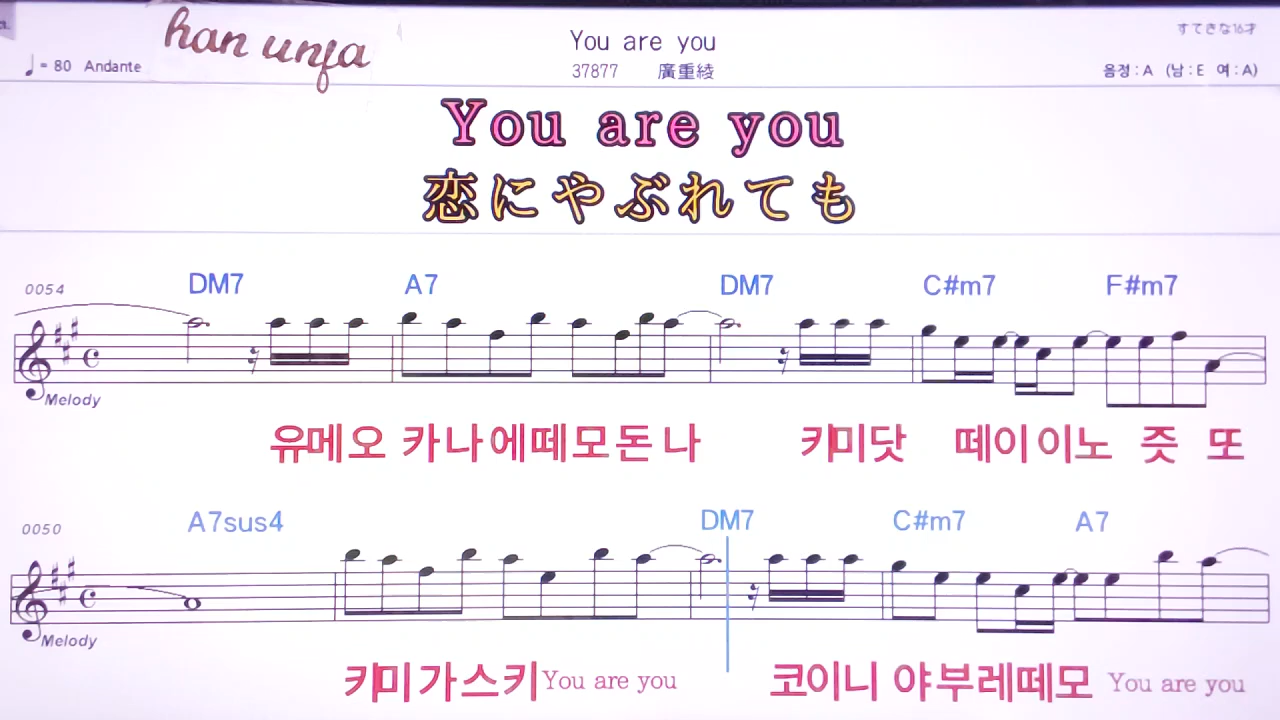 han unja
You are you
すてきな16才
♩= 80 Andante
37877 廣重綾
음정:A (남:E 여:A)
You are you
恋にやぶれても
0054 DM7 A7 DM7 C#m7 F#m7
Melody
유메오 카나에떼모돈나 키미닷 떼이이노 즛 또
0050 A7sus4 DM7 C#m7 A7
Melody
키미가스키You are you 코이니 야부레떼모 You are you